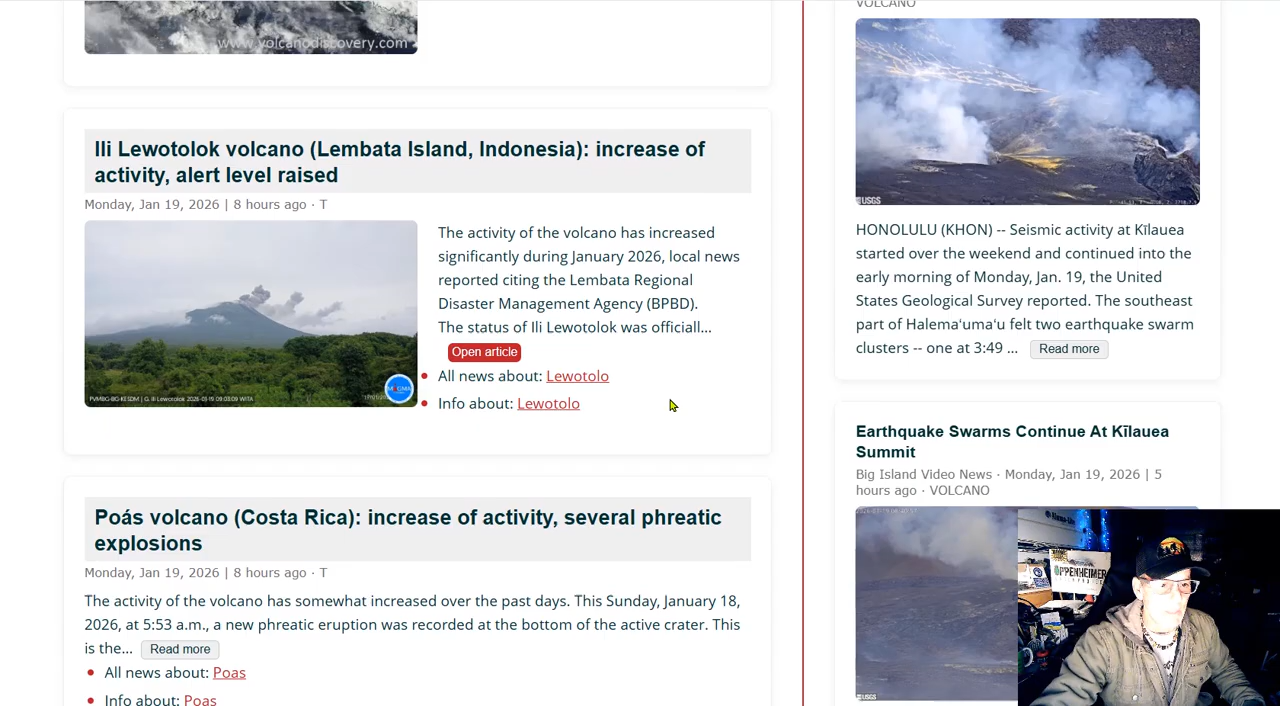 www.volcanodiscovery.com
Ili Lewotolok volcano (Lembata Island, Indonesia): increase of
activity, alert level raised
Monday, Jan 19, 2026 | 8 hours ago · T
The activity of the volcano has increased
significantly during January 2026, local news
reported citing the Lembata Regional
Disaster Management Agency (BPBD).
The status of Ili Lewotolok was officiall...
Open article
All news about: Lewotolo
Info about: Lewotolo
Poás volcano (Costa Rica): increase of activity, several phreatic
explosions
Monday, Jan 19, 2026 | 8 hours ago · T
The activity of the volcano has somewhat increased over the past days. This Sunday, January 18,
2026, at 5:53 a.m., a new phreatic eruption was recorded at the bottom of the active crater. This
is the... Read more
All news about: Poas
Info about: Poas
VOLCANO
USGS
HONOLULU (KHON) -- Seismic activity at Kīlauea
started over the weekend and continued into the
early morning of Monday, Jan. 19, the United
States Geological Survey reported. The southeast
part of Halemaʻumaʻu felt two earthquake swarm
clusters -- one at 3:49 ... Read more
Earthquake Swarms Continue At Kīlauea
Summit
Big Island Video News · Monday, Jan 19, 2026 | 5
hours ago · VOLCANO
USGS
OPPENHEIMER